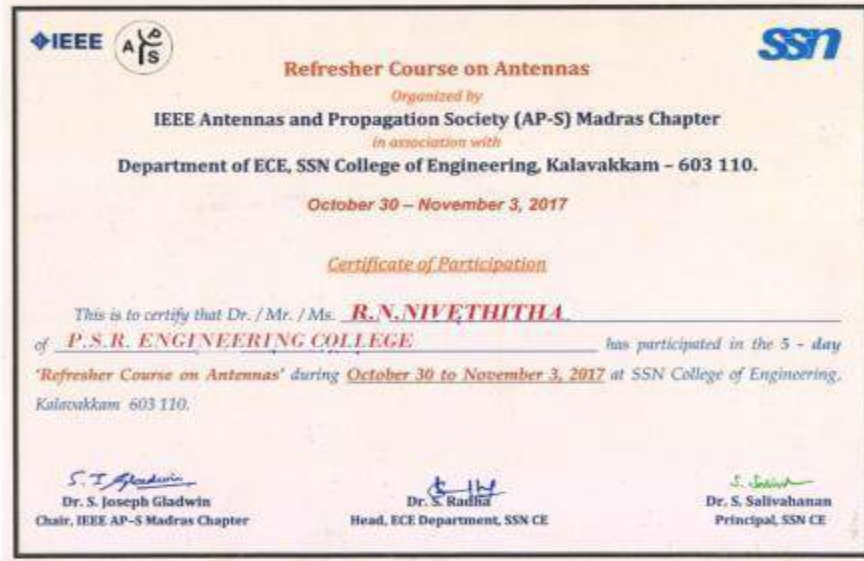 IEEE
APS
SSN
Refresher Course on Antennas
Organized by
IEEE Antennas and Propagation Society (AP-S) Madras Chapter
in association with
Department of ECE, SSN College of Engineering, Kalavakkam – 603 110.
October 30 – November 3, 2017
Certificate of Participation
This is to certify that Dr. / Mr. / Ms. R.N.NIVETHITHA
of P.S.R. ENGINEERING COLLEGE has participated in the 5 - day
'Refresher Course on Antennas' during October 30 to November 3, 2017 at SSN College of Engineering,
Kalavakkam 603 110.
S. J Gladwin
Dr. S. Joseph Gladwin
Chair, IEEE AP-S Madras Chapter
Dr. S. Radha
Head, ECE Department, SSN CE
Dr. S. Salivahanan
Principal, SSN CE